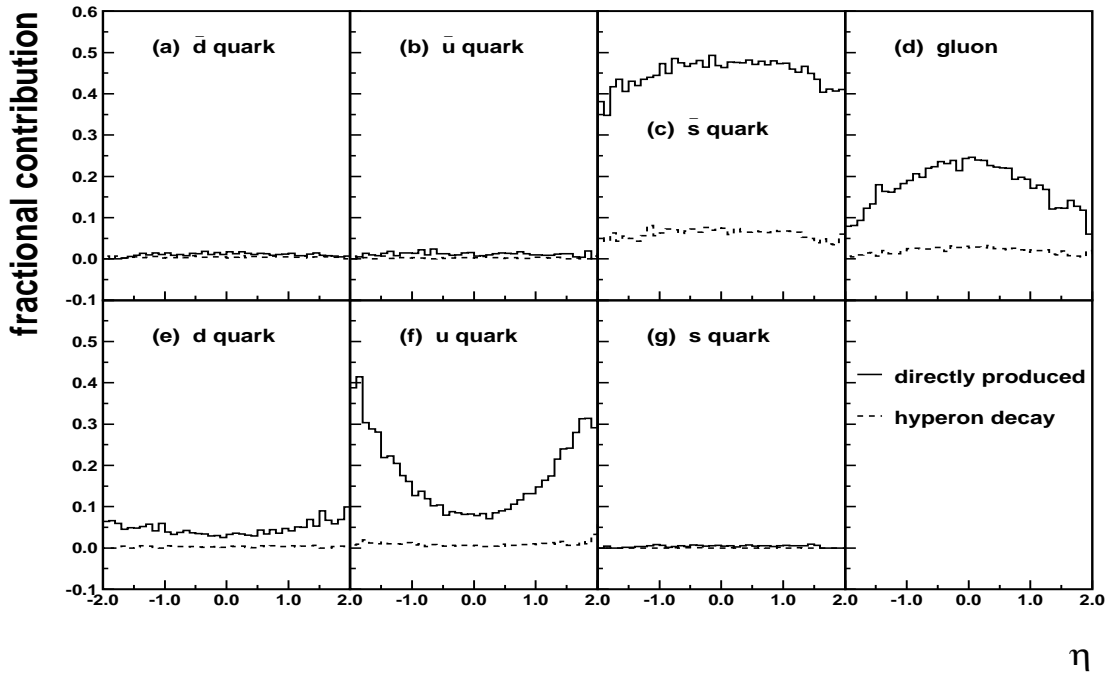 fractional contribution
0.6
0.5
0.4
0.3
0.2
0.1
0.0
-0.1
(a) d̄ quark
(b) ū quark
(c) s̄ quark
(d) gluon
0.5
0.4
0.3
0.2
0.1
0.0
-0.1
(e) d quark
(f) u quark
(g) s quark
directly produced
hyperon decay
-2.0 -1.0 0.0 1.0 2.0 -1.0 0.0 1.0 2.0 -1.0 0.0 1.0 2.0 -1.0 0.0 1.0 2.0
η